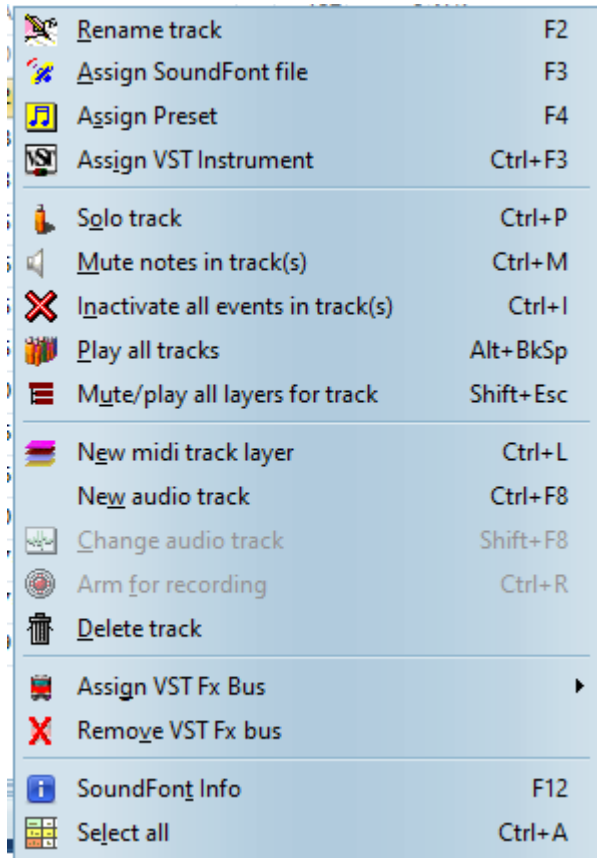 Rename track F2
Assign SoundFont file F3
Assign Preset F4
VST Assign VST Instrument Ctrl+F3
Solo track Ctrl+P
Mute notes in track(s) Ctrl+M
Inactivate all events in track(s) Ctrl+I
Play all tracks Alt+BkSp
Mute/play all layers for track Shift+Esc
New midi track layer Ctrl+L
New audio track Ctrl+F8
Change audio track Shift+F8
Arm for recording Ctrl+R
Delete track
Assign VST Fx Bus
Remove VST Fx bus
SoundFont Info F12
Select all Ctrl+A